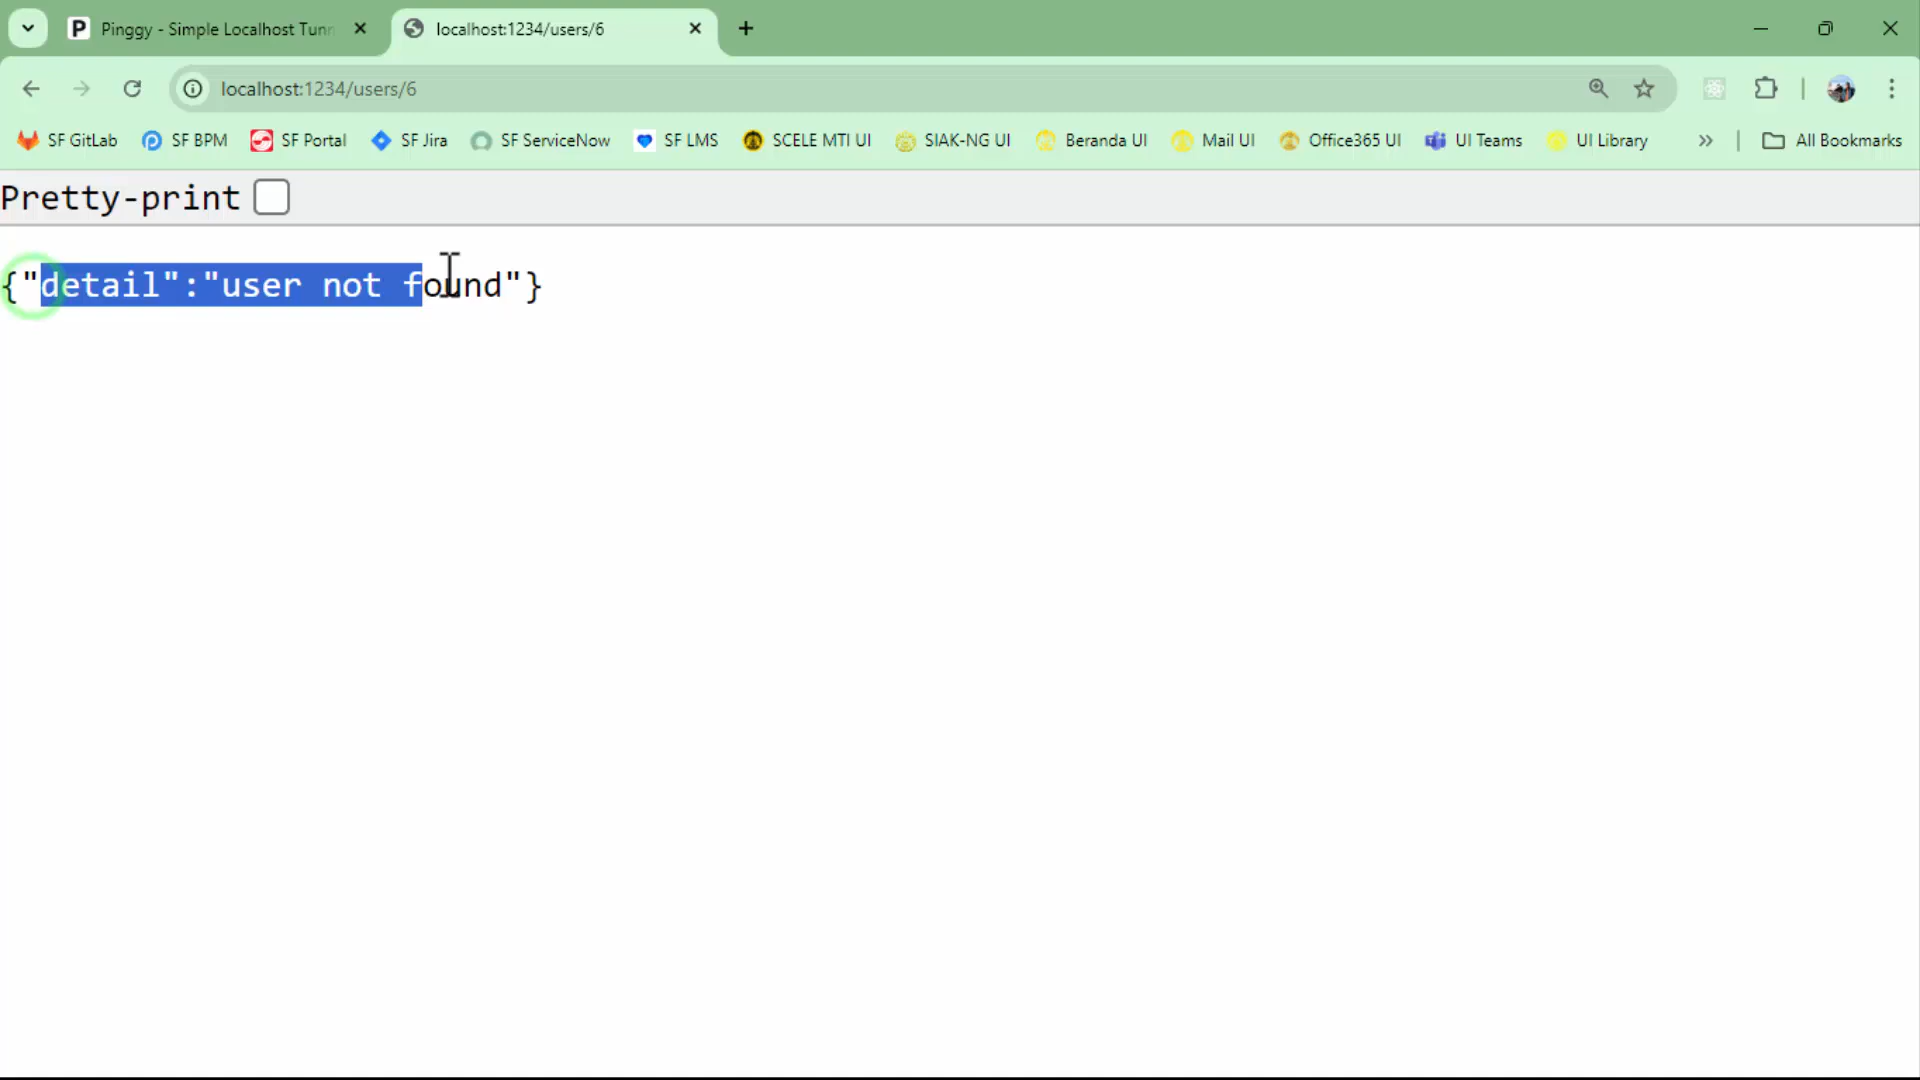 Pinggy - Simple Localhost Tunn
localhost:1234/users/6
localhost:1234/users/6
SF GitLab
SF BPM
SF Portal
SF Jira
SF ServiceNow
SF LMS
SCELE MTI UI
SIAK-NG UI
Beranda UI
Mail UI
Office365 UI
UI Teams
UI Library
All Bookmarks
Pretty-print
{"detail":"user not found"}